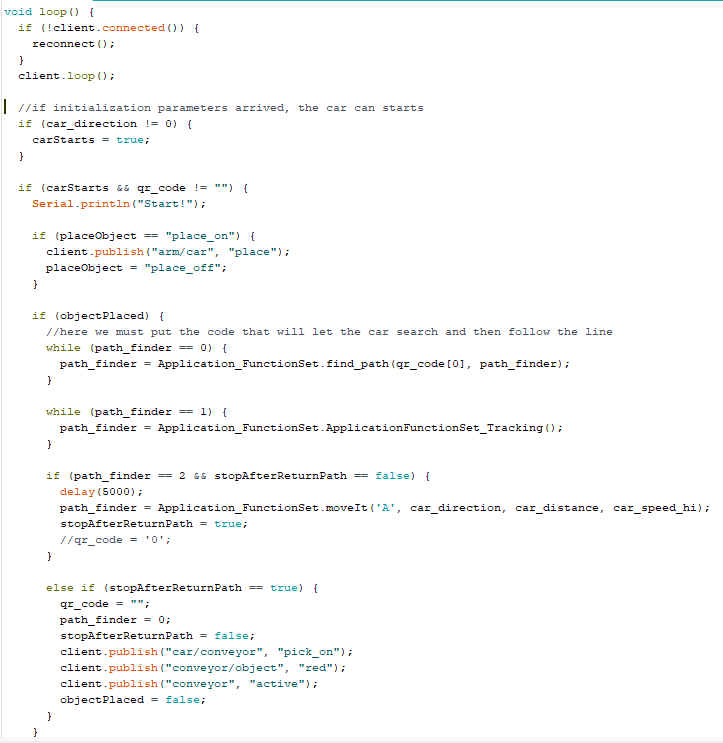 void loop() {
  if (!client.connected()) {
    reconnect();
  }
  client.loop();

  //if initialization parameters arrived, the car can starts
  if (car_direction != 0) {
    carStarts = true;
  }

  if (carStarts && qr_code != "") {
    Serial.println("Start!");

    if (placeObject == "place_on") {
      client.publish("arm/car", "place");
      placeObject = "place_off";
    }

    if (objectPlaced) {
      //here we must put the code that will let the car search and then follow the line
      while (path_finder == 0) {
        path_finder = Application_FunctionSet.find_path(qr_code[0], path_finder);
      }

      while (path_finder == 1) {
        path_finder = Application_FunctionSet.ApplicationFunctionSet_Tracking();
      }

      if (path_finder == 2 && stopAfterReturnPath == false) {
        delay(5000);
        path_finder = Application_FunctionSet.moveIt('A', car_direction, car_distance, car_speed_hi);
        stopAfterReturnPath = true;
        //qr_code = '0';
      }

      else if (stopAfterReturnPath == true) {
        qr_code = "";
        path_finder = 0;
        stopAfterReturnPath = false;
        client.publish("car/conveyor", "pick_on");
        client.publish("conveyor/object", "red");
        client.publish("conveyor", "active");
        objectPlaced = false;
      }
    }